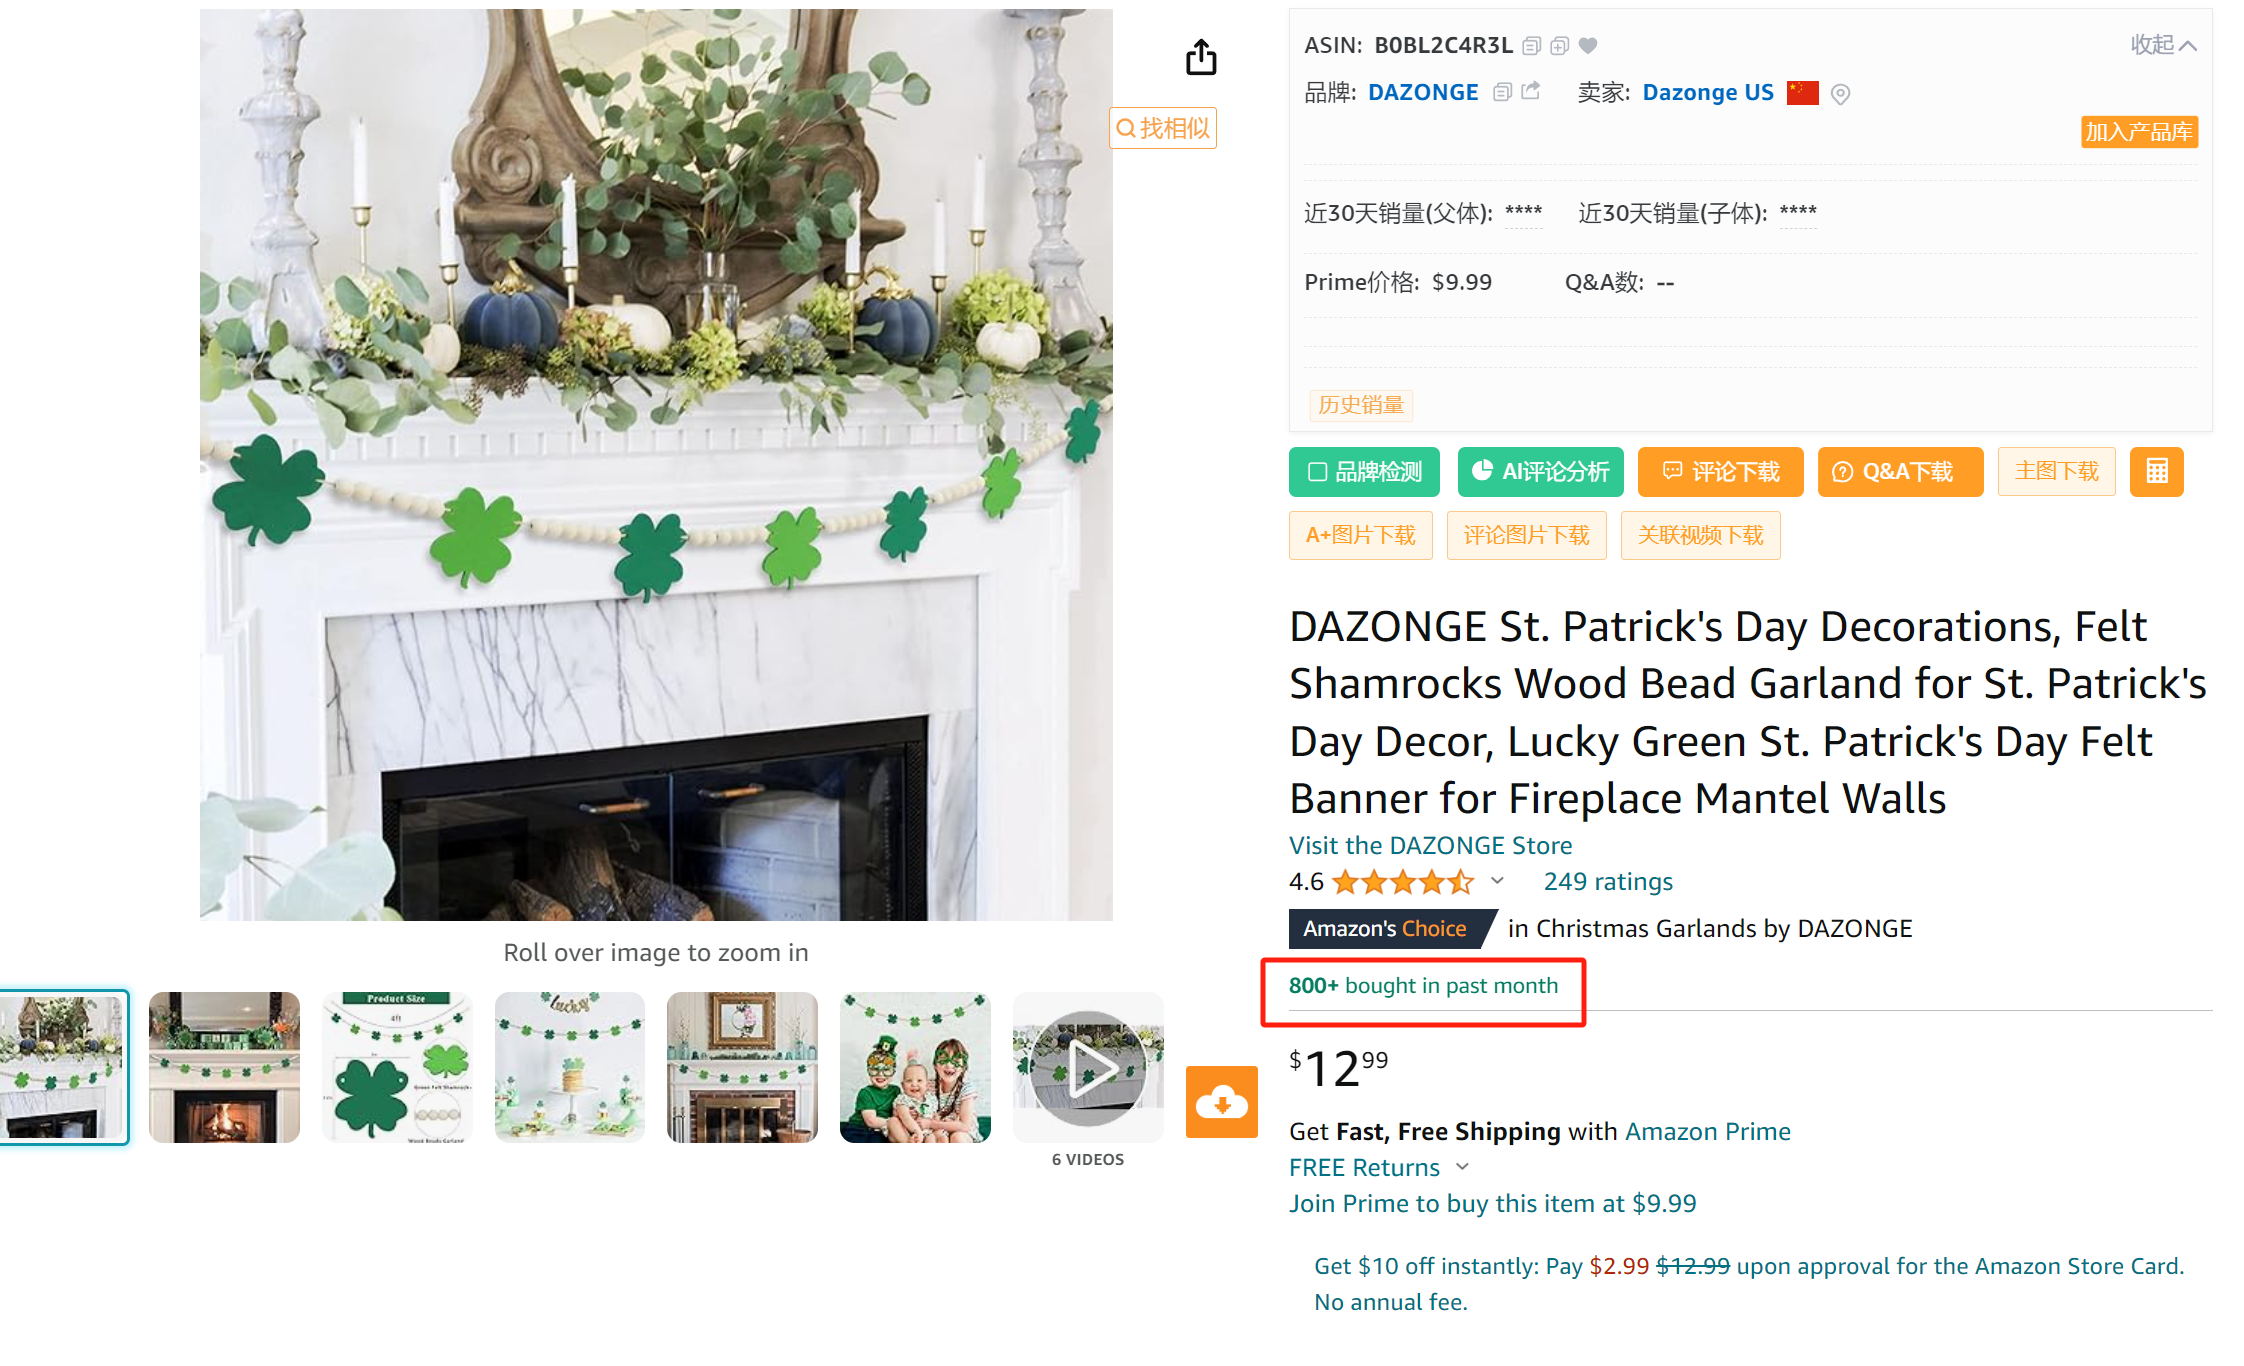 找相似
Roll over image to zoom in
Product Size
4ft
Green Felt Shamrocks
Wood Beads Garland
lucky
6 VIDEOS
ASIN: B0BL2C4R3L
收起
品牌: DAZONGE 卖家: Dazonge US
加入产品库
近30天销量(父体): **** 近30天销量(子体): ****
Prime价格: $9.99 Q&A数: --
历史销量
品牌检测 AI评论分析 评论下载 Q&A下载 主图下载
A+图片下载 评论图片下载 关联视频下载
DAZONGE St. Patrick's Day Decorations, Felt
Shamrocks Wood Bead Garland for St. Patrick's
Day Decor, Lucky Green St. Patrick's Day Felt
Banner for Fireplace Mantel Walls
Visit the DAZONGE Store
4.6 249 ratings
Amazon's Choice in Christmas Garlands by DAZONGE
800+ bought in past month
$12 99
Get Fast, Free Shipping with Amazon Prime
FREE Returns
Join Prime to buy this item at $9.99
Get $10 off instantly: Pay $2.99 $12.99 upon approval for the Amazon Store Card.
No annual fee.